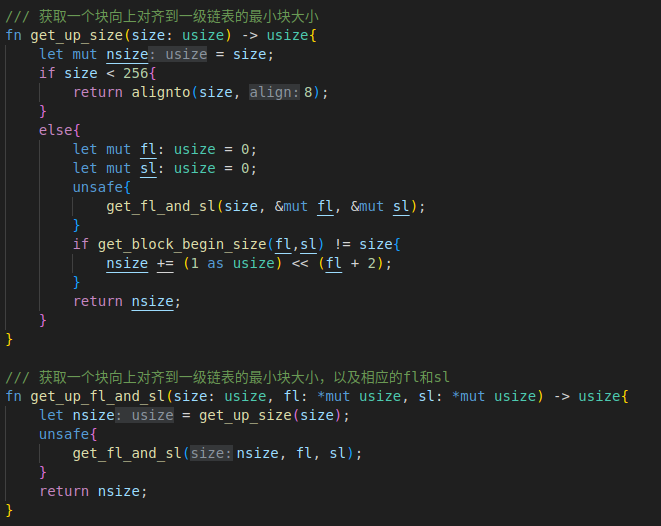 /// 获取一个块向上对齐到一级链表的最小块大小
fn get_up_size(size: usize) -> usize{
    let mut nsize: usize = size;
    if size < 256{
        return alignto(size, align: 8);
    }
    else{
        let mut fl: usize = 0;
        let mut sl: usize = 0;
        unsafe{
            get_fl_and_sl(size, &mut fl, &mut sl);
        }
        if get_block_begin_size(fl,sl) != size{
            nsize += (1 as usize) << (fl + 2);
        }
        return nsize;
    }
}
/// 获取一个块向上对齐到一级链表的最小块大小，以及相应的fl和sl
fn get_up_fl_and_sl(size: usize, fl: *mut usize, sl: *mut usize) -> usize{
    let nsize: usize = get_up_size(size);
    unsafe{
        get_fl_and_sl(size: nsize, fl, sl);
    }
    return nsize;
}